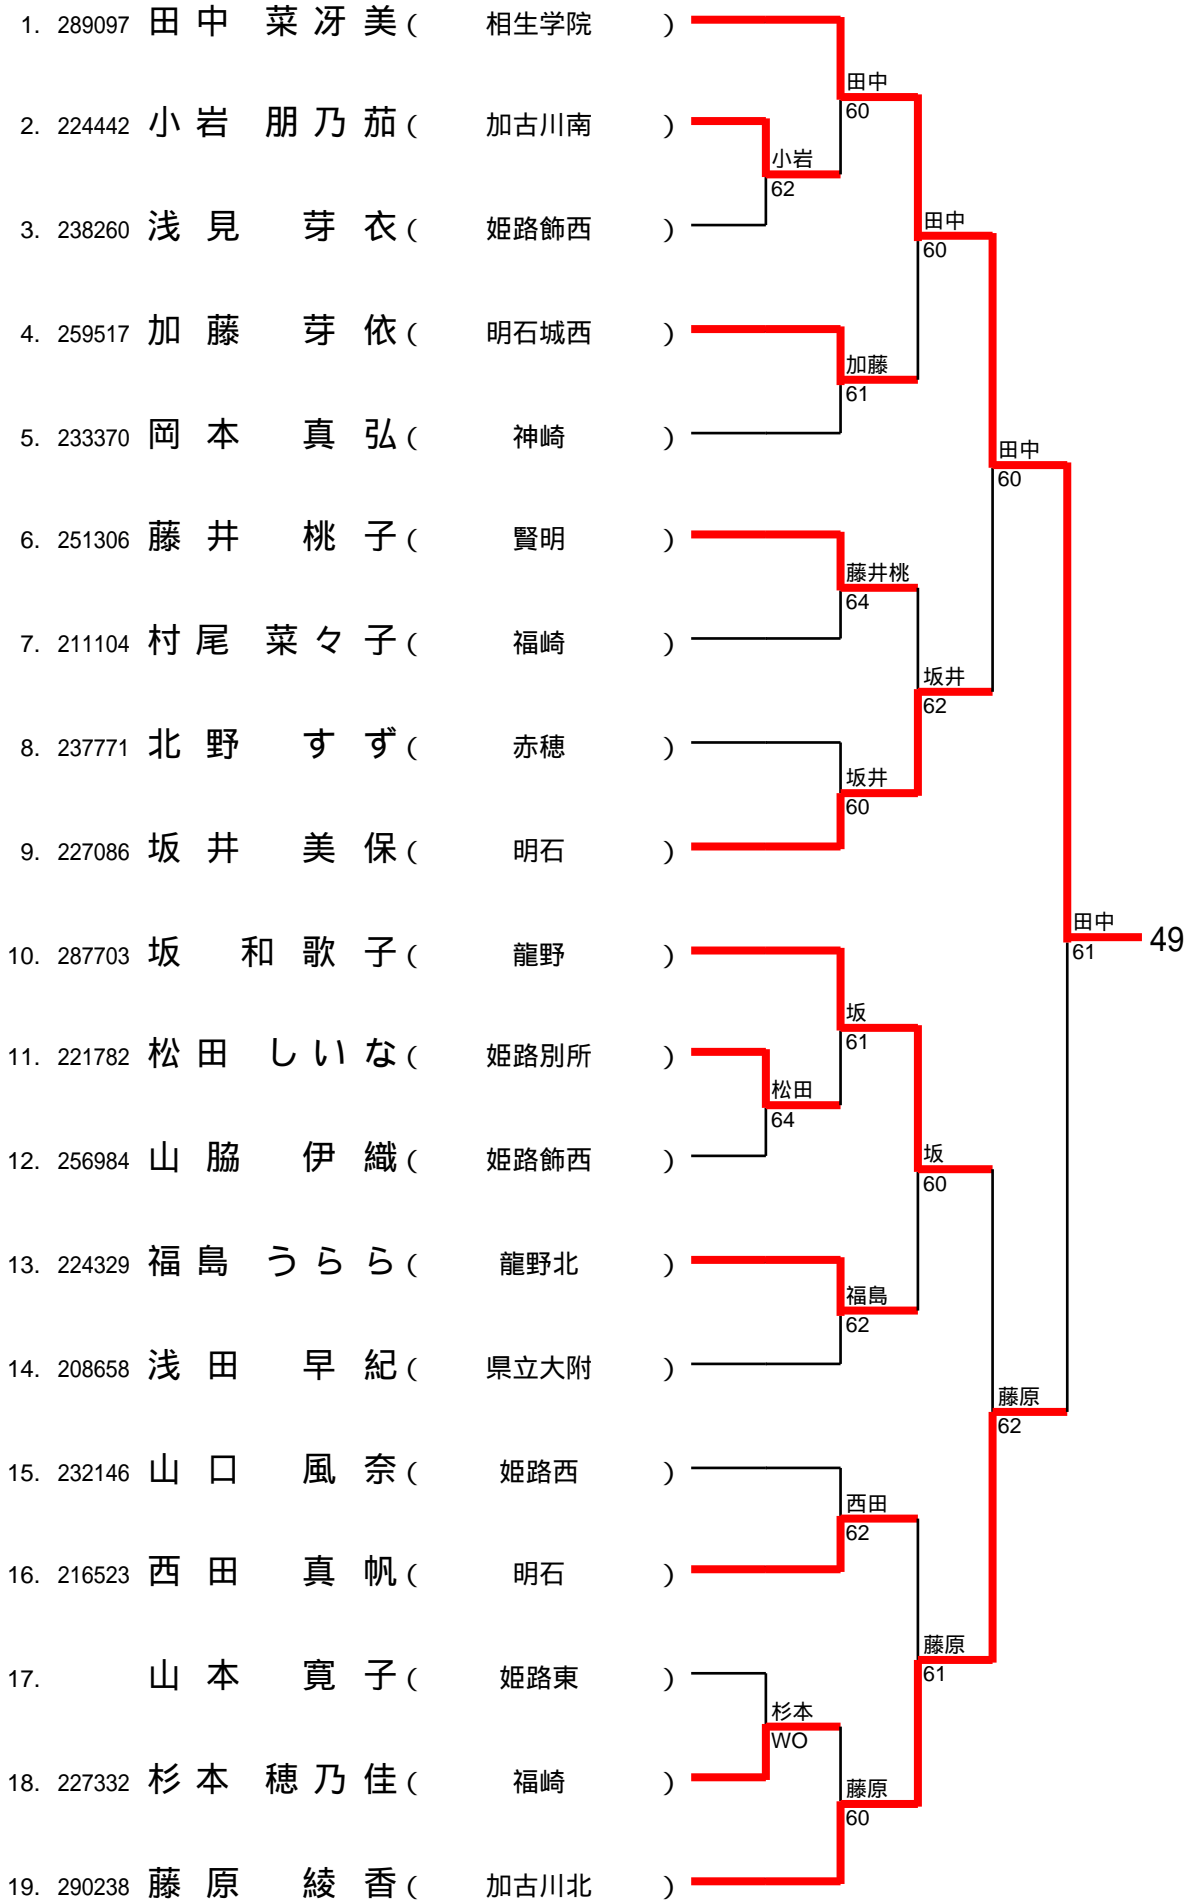 1. 289097 田中 菜冴美 ( 相生学院 )
田中
60
2. 224442 小岩 朋乃茄 ( 加古川南 )
小岩
62
3. 238260 浅見 芽衣 ( 姫路飾西 )
田中
60
4. 259517 加藤 芽依 ( 明石城西 )
加藤
61
5. 233370 岡本 真弘 ( 神崎 )
田中
60
6. 251306 藤井 桃子 ( 賢明 )
藤井桃
64
7. 211104 村尾 菜々子 ( 福崎 )
坂井
62
8. 237771 北野 すず ( 赤穂 )
坂井
60
9. 227086 坂井 美保 ( 明石 )
田中 49
61
10. 287703 坂 和歌子 ( 龍野 )
坂
61
11. 221782 松田 しいな ( 姫路別所 )
松田
64
12. 256984 山脇 伊織 ( 姫路飾西 )
坂
60
13. 224329 福島 うらら ( 龍野北 )
福島
62
14. 208658 浅田 早紀 ( 県立大附 )
藤原
62
15. 232146 山口 風奈 ( 姫路西 )
西田
62
16. 216523 西田 真帆 ( 明石 )
藤原
61
17. 山本 寛子 ( 姫路東 )
杉本
WO
18. 227332 杉本 穂乃佳 ( 福崎 )
藤原
60
19. 290238 藤原 綾香 ( 加古川北 )